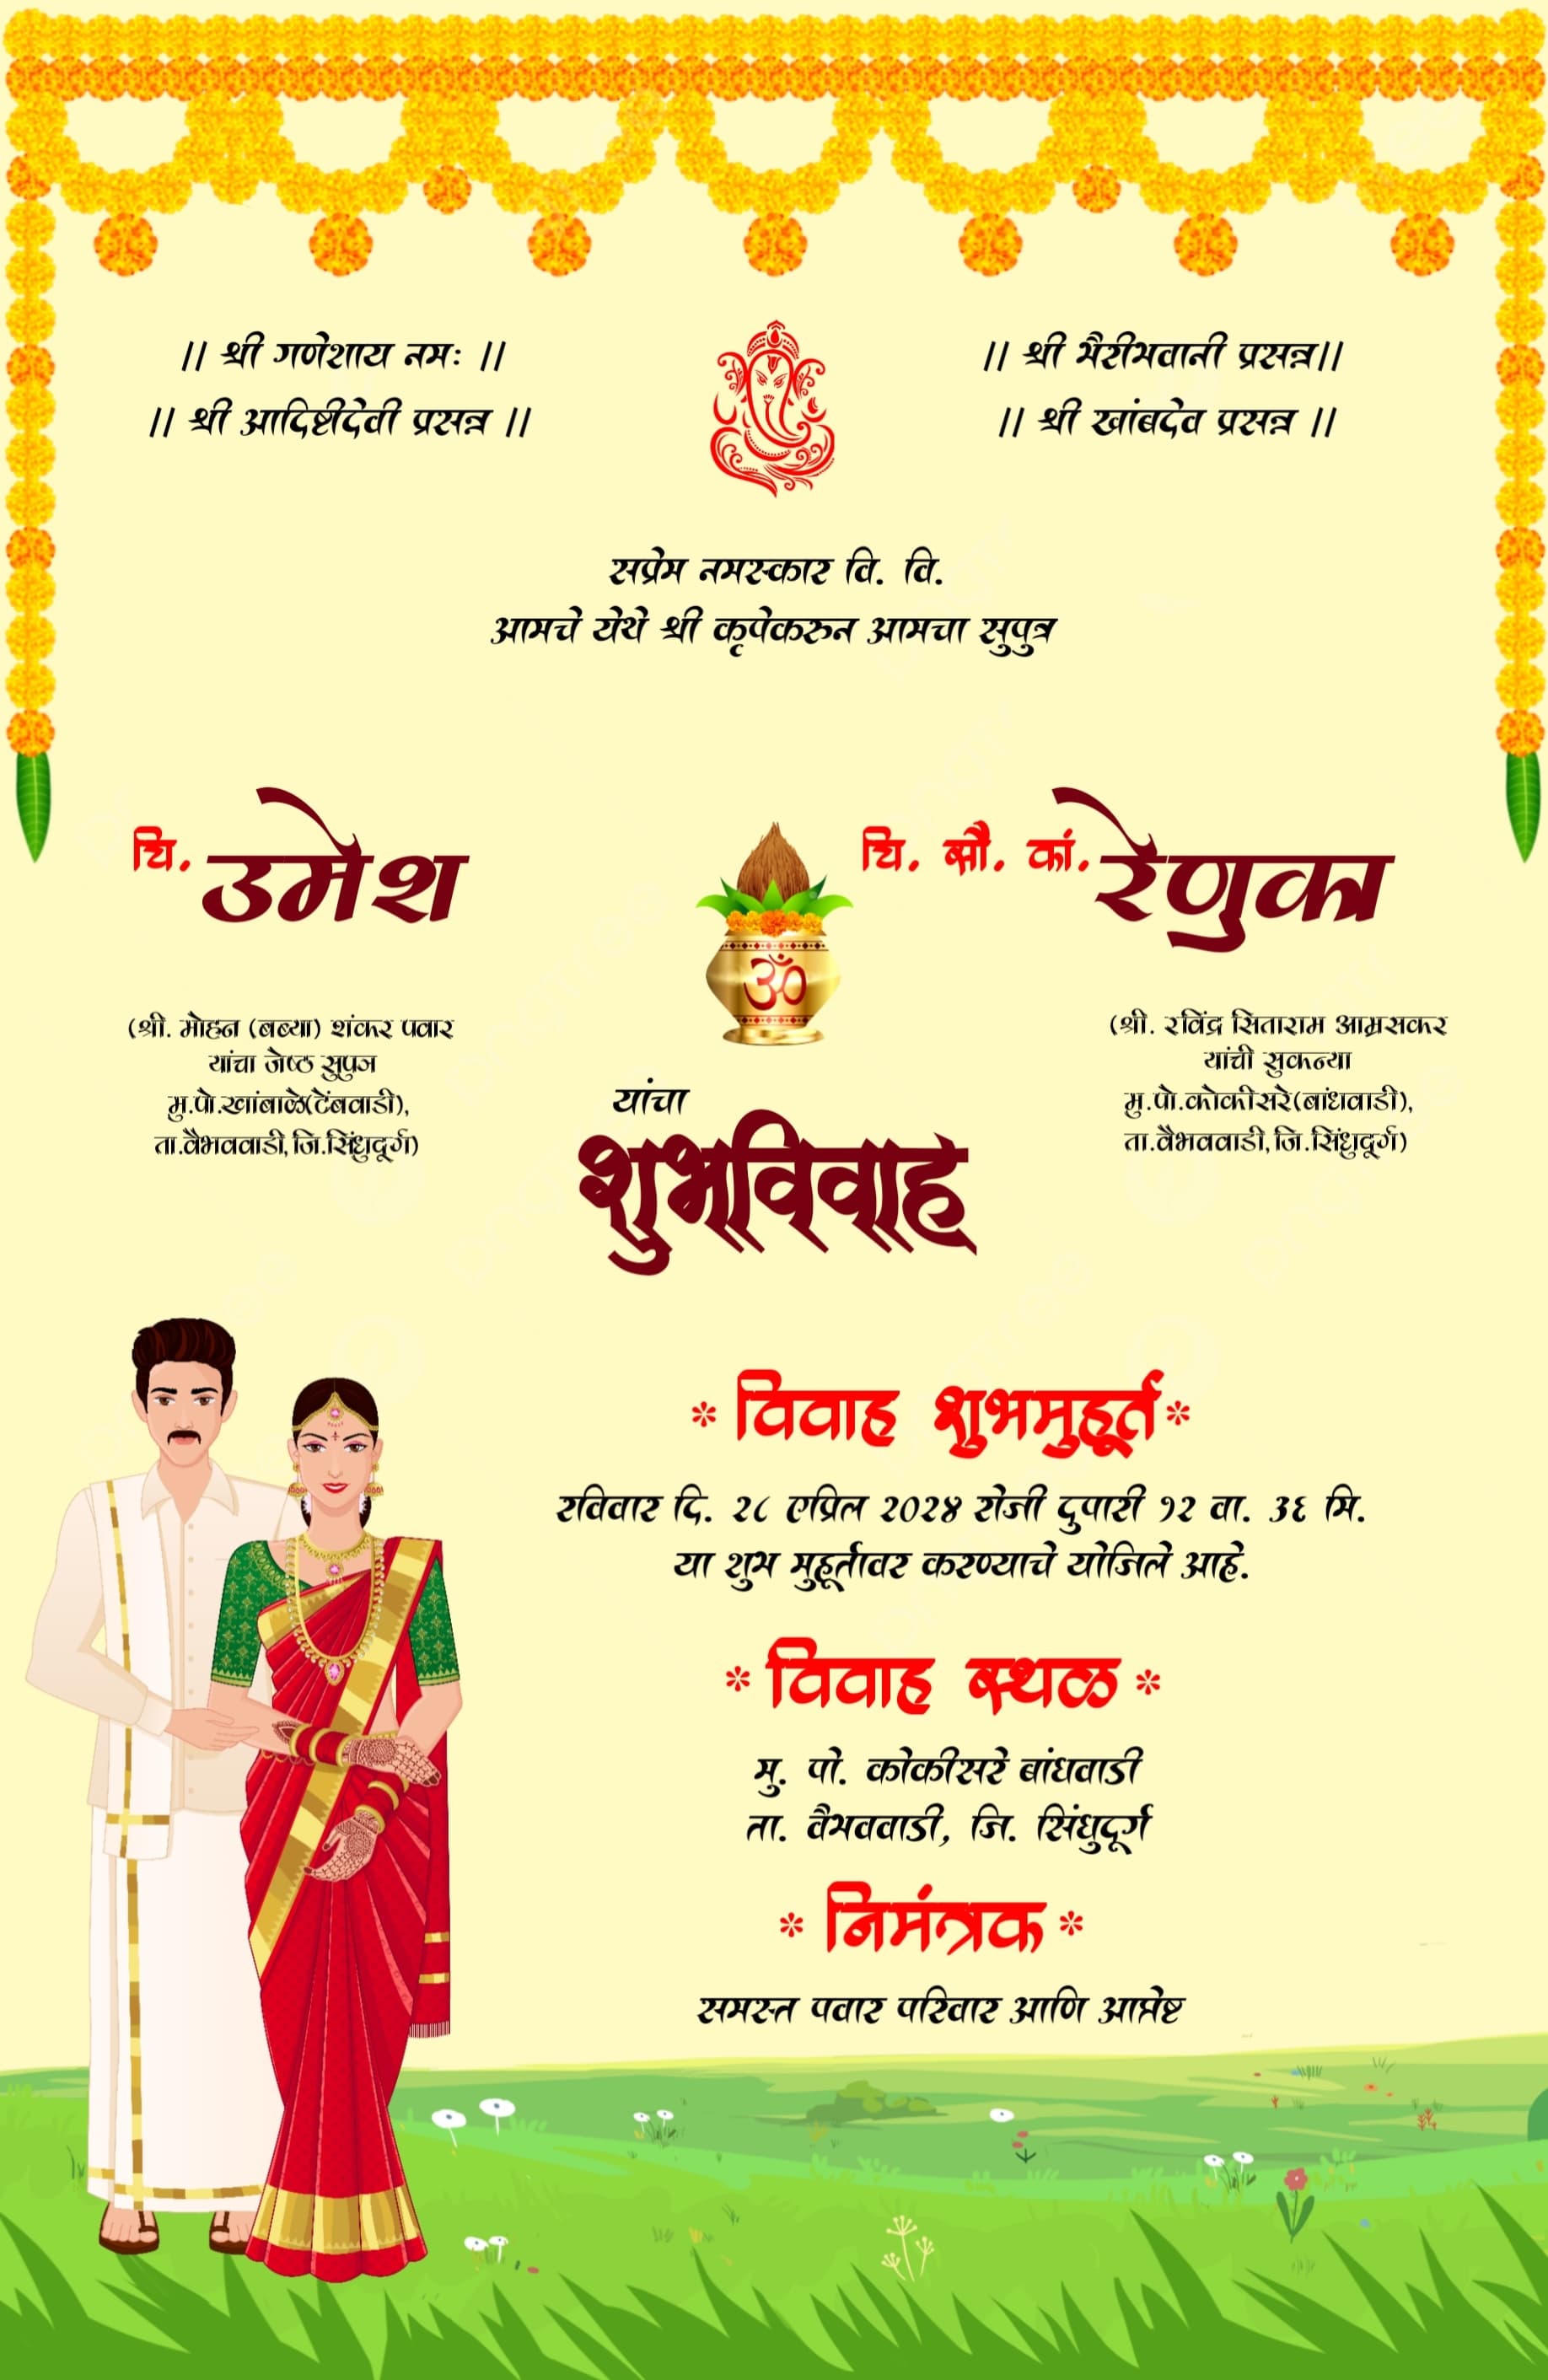 || श्री गणेशाय नमः ||
|| श्री आदिष्टीदेवी प्रसन्न ||
|| श्री भैरीभवानी प्रसन्न||
|| श्री खांबदेव प्रसन्न ||
सप्रेम नमस्कार वि. वि.
आमचे येथे श्री कृपेकरुन आमचा सुपुत्र
चि. उमेश
(श्री. मोहन (बब्या) शंकर पवार
यांचा जेष्ठ सुपुञ
मु.पो.खांबाळे(टेंबवाडी),
ता.वैभववाडी,जि.सिंधुदूर्ग)
चि. सौ. कां. रेणुका
(श्री. रविंद्र सिताराम आम्रसकर
यांची सुकन्या
मु.पो.कोकीसरे(बांधवाडी),
ता.वैभववाडी,जि.सिंधुदूर्ग)
ॐ
यांचा
शुभविवाह
* विवाह शुभमुहूर्त *
रविवार दि. २८ एप्रिल २०२४ रोजी दुपारी १२ वा. ३६ मि.
या शुभ मुहूर्तावर करण्याचे योजिले आहे.
* विवाह स्थळ *
मु. पो. कोकीसरे बांधवाडी
ता. वैभववाडी, जि. सिंधुदूर्ग
* निमंत्रक *
समस्त पवार परिवार आणि आप्तेष्ट